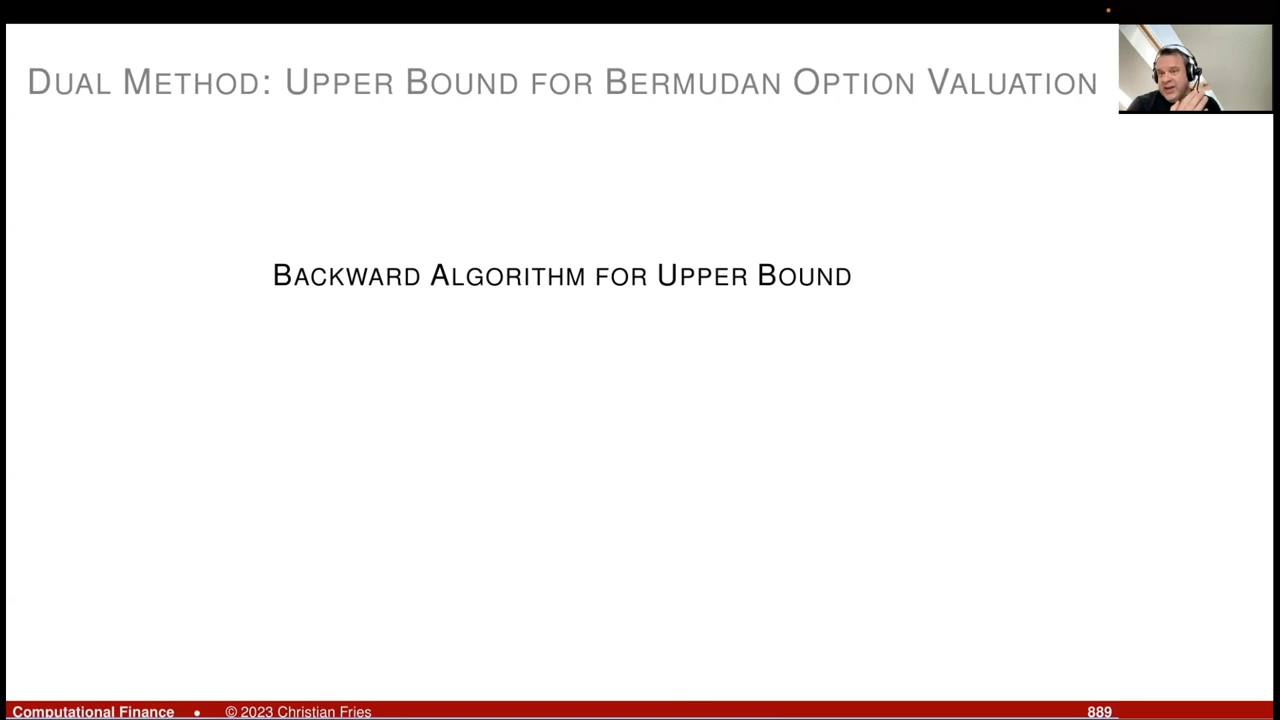 DUAL METHOD: UPPER BOUND FOR BERMUDAN OPTION VALUATION
BACKWARD ALGORITHM FOR UPPER BOUND
Computational Finance • © 2023 Christian Fries 889